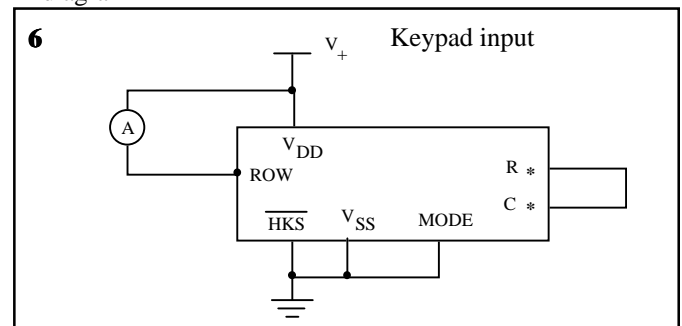 6 Keypad input
V+
A
VDD
ROW
R *
C *
HKS VSS MODE